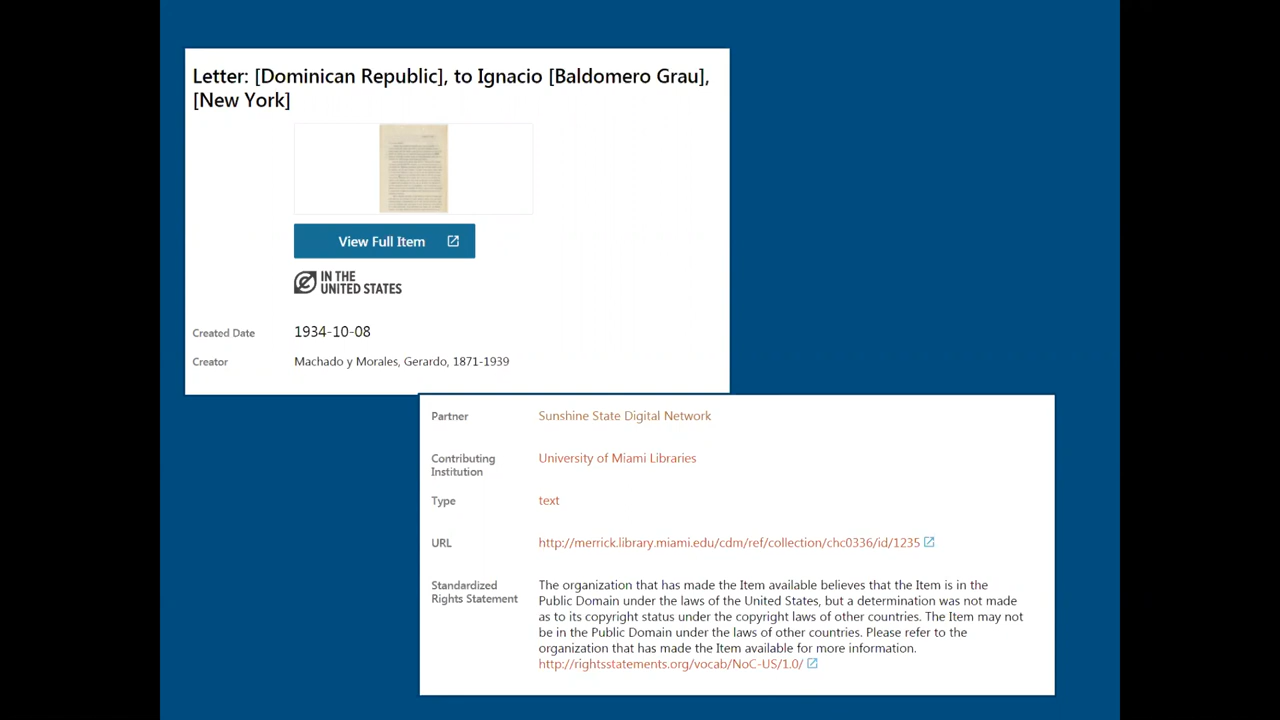 Letter: [Dominican Republic], to Ignacio [Baldomero Grau],
[New York]
View Full Item
IN THE
UNITED STATES
Created Date 1934-10-08
Creator Machado y Morales, Gerardo, 1871-1939
Partner Sunshine State Digital Network
Contributing
Institution University of Miami Libraries
Type text
URL http://merrick.library.miami.edu/cdm/ref/collection/chc0336/id/1235
Standardized
Rights Statement
The organization that has made the Item available believes that the Item is in the
Public Domain under the laws of the United States, but a determination was not made
as to its copyright status under the copyright laws of other countries. The Item may not
be in the Public Domain under the laws of other countries. Please refer to the
organization that has made the Item available for more information.
http://rightsstatements.org/vocab/NoC-US/1.0/